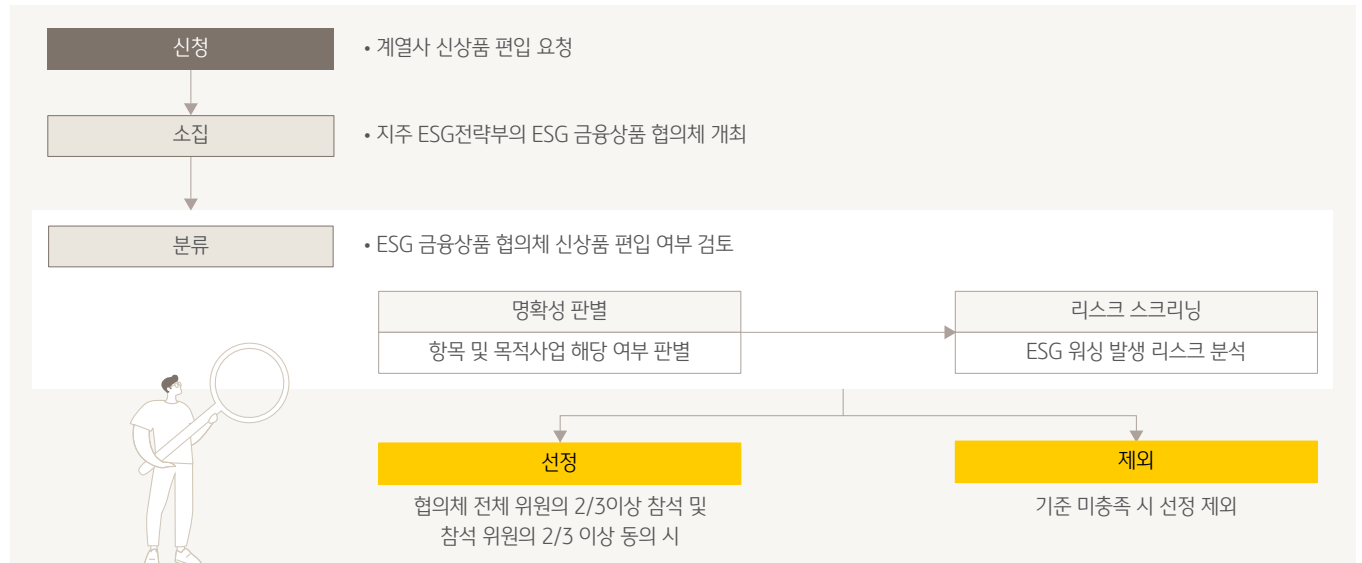 신청
• 계열사 신상품 편입 요청
소집
• 지주 ESG전략부의 ESG 금융상품 협의체 개최
분류
• ESG 금융상품 협의체 신상품 편입 여부 검토
명확성 판별
항목 및 목적사업 해당 여부 판별
리스크 스크리닝
ESG 워싱 발생 리스크 분석
선정
협의체 전체 위원의 2/3이상 참석 및
참석 위원의 2/3 이상 동의 시
제외
기준 미충족 시 선정 제외